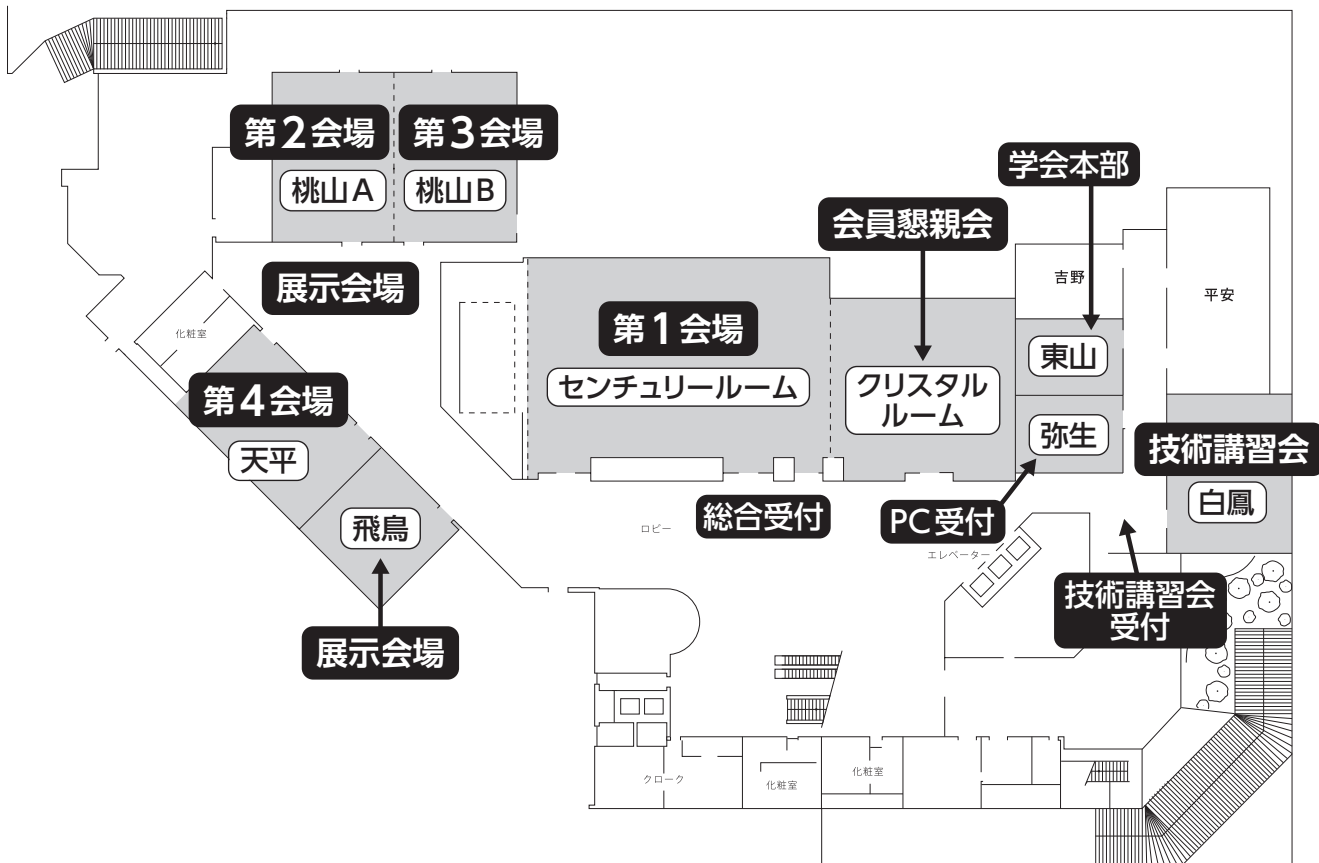 第2会場
第3会場
桃山A
桃山B
展示会場
学会本部
会員懇親会
吉野
平安
第1会場
センチュリールーム
クリスタル
ルーム
東山
弥生
化粧室
第4会場
天平
飛鳥
展示会場
ロビー
総合受付
PC受付
エレベーター
技術講習会
白鳳
技術講習会
受付
クローク
化粧室
化粧室